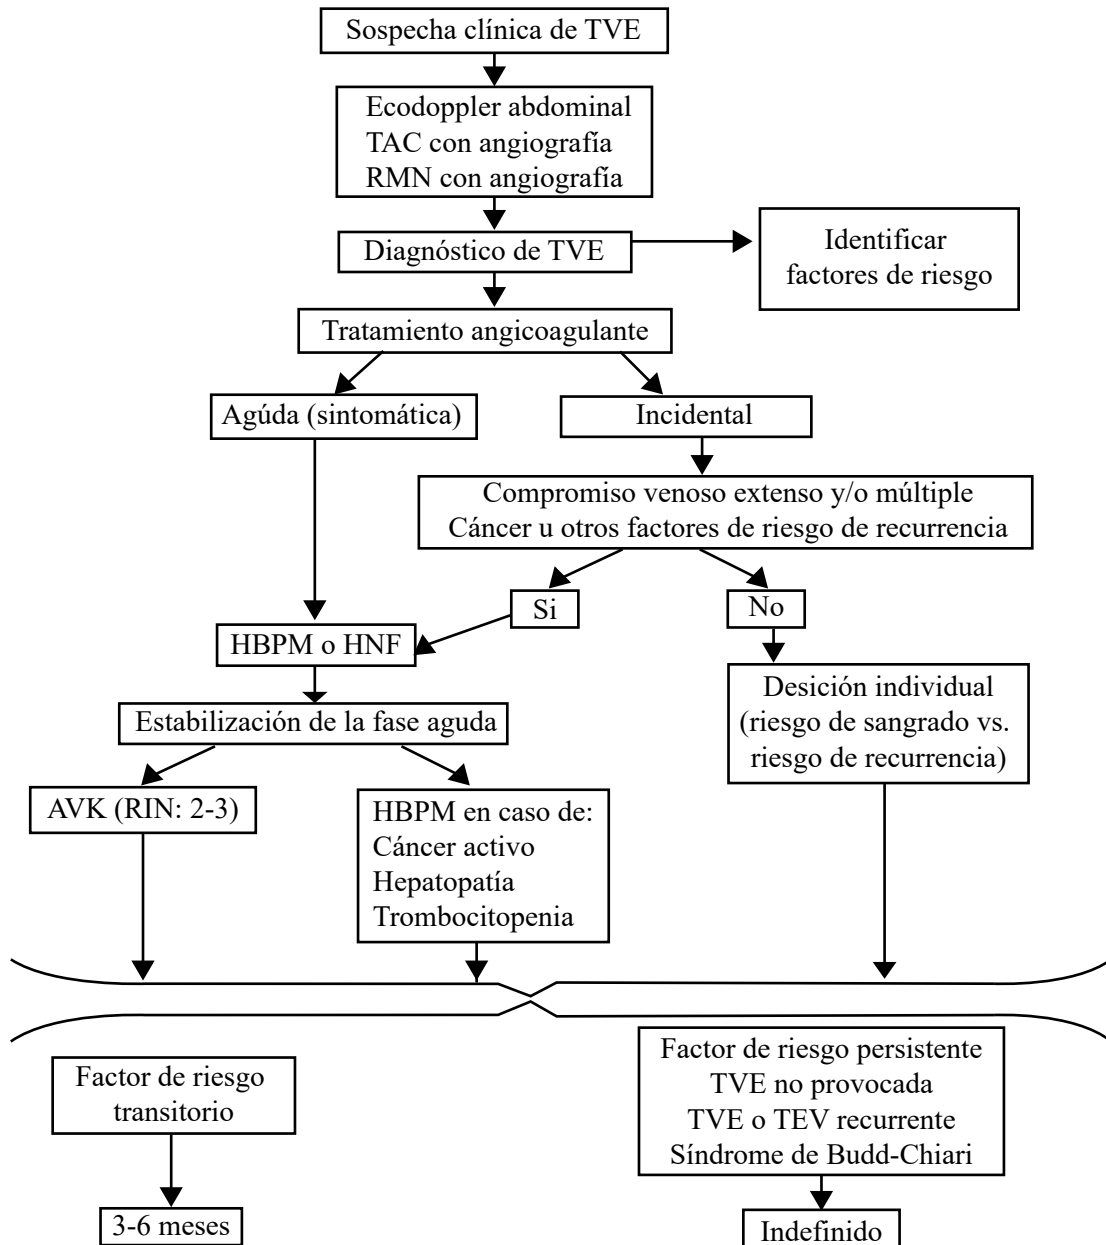 Sospecha clínica de TVE
Ecodoppler abdominal
TAC con angiografía
RMN con angiografía
Diagnóstico de TVE
Identificar
factores de riesgo
Tratamiento angicoagulante
Agúda (sintomática)
Incidental
Compromiso venoso extenso y/o múltiple
Cáncer u otros factores de riesgo de recurrencia
Si
No
HBPM o HNF
Desición individual
(riesgo de sangrado vs.
riesgo de recurrencia)
Estabilización de la fase aguda
AVK (RIN: 2-3)
HBPM en caso de:
Cáncer activo
Hepatopatía
Trombocitopenia
Factor de riesgo
transitorio
Factor de riesgo persistente
TVE no provocada
TVE o TEV recurrente
Síndrome de Budd-Chiari
3-6 meses
Indefinido